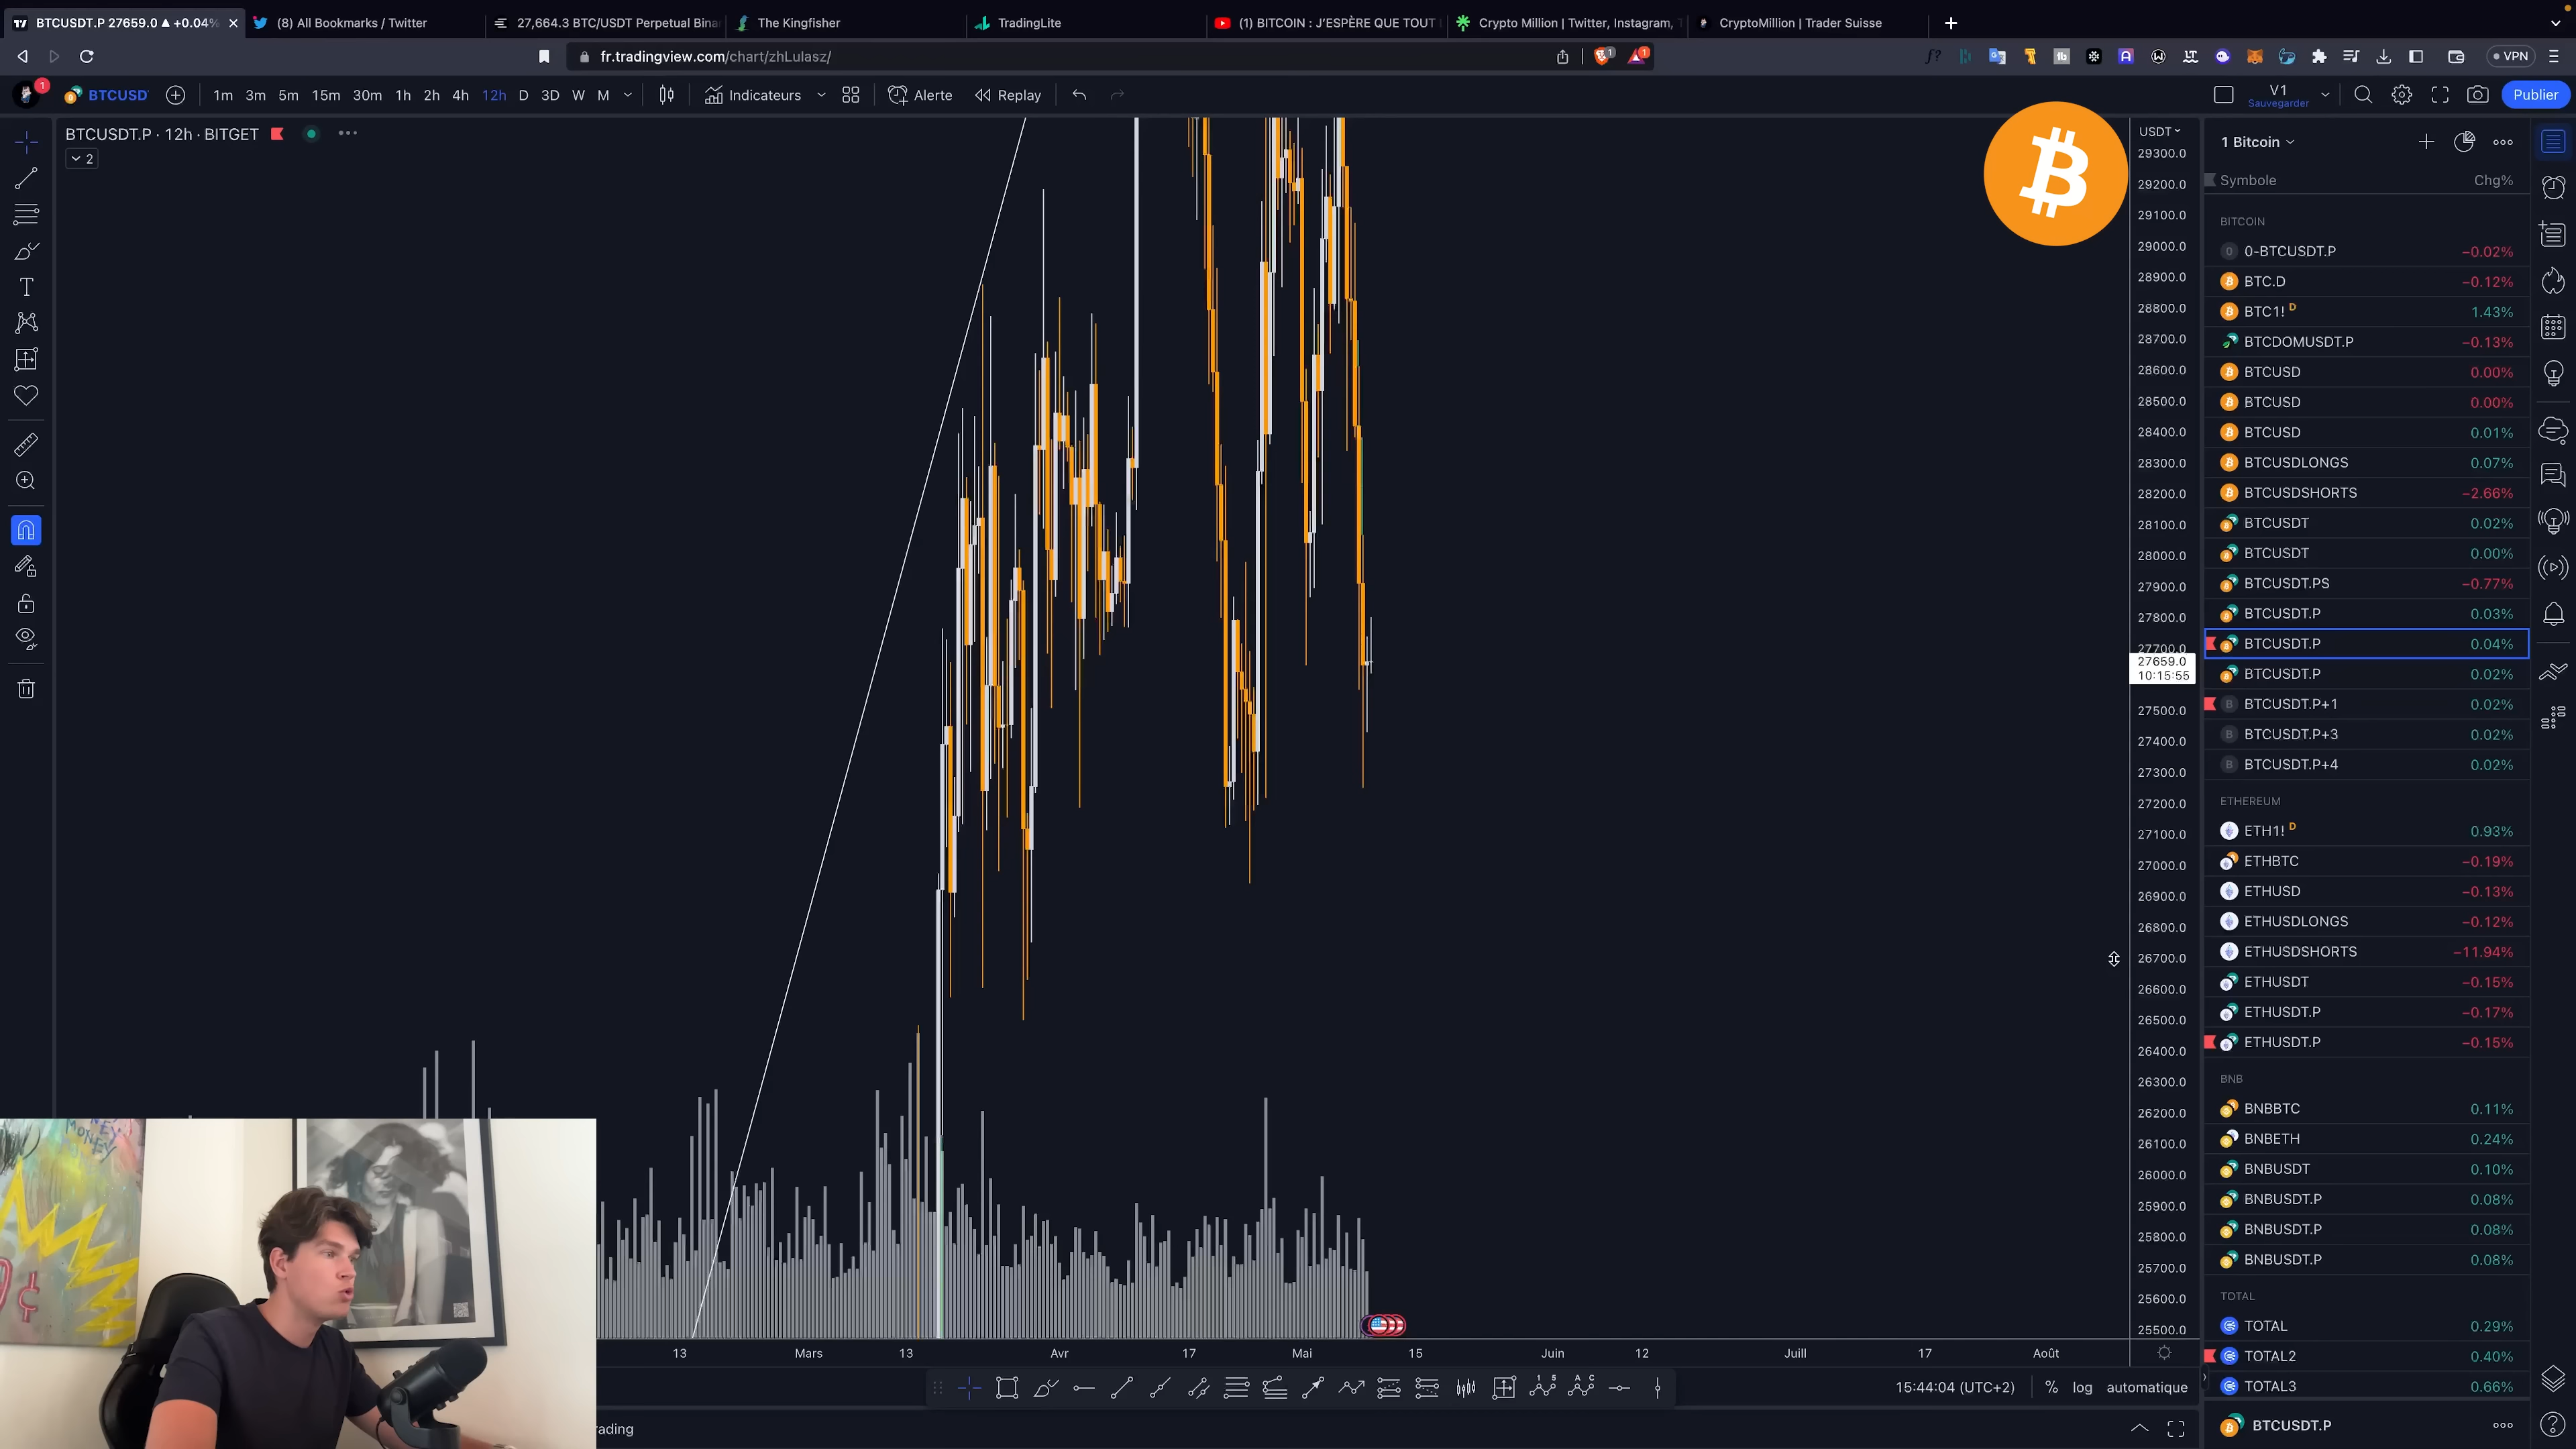 BTCUSDT.P 27659.0 ▲ +0.04%
(8) All Bookmarks / Twitter
27,664.3 BTC/USDT Perpetual Bina
The Kingfisher
TradingLite
(1) BITCOIN : J'ESPÈRE QUE TOUT
Crypto Million | Twitter, Instagram,
CryptoMillion | Trader Suisse
fr.tradingview.com/chart/zhLulasz/
1
1
VPN
1
BTCUSD
1m 3m 5m 15m 30m 1h 2h 4h 12h D 3D W M
Indicateurs
Alerte
Replay
V1
Sauvegarder
Publier
BTCUSDT.P · 12h · BITGET
2
USDT
29300.0
29200.0
29100.0
29000.0
28900.0
28800.0
28700.0
28600.0
28500.0
28400.0
28300.0
28200.0
28100.0
28000.0
27900.0
27800.0
27700.0
27659.0
10:15:55
27500.0
27400.0
27300.0
27200.0
27100.0
27000.0
26900.0
26800.0
26700.0
26600.0
26500.0
26400.0
26300.0
26200.0
26100.0
26000.0
25900.0
25800.0
25700.0
25600.0
25500.0
1 Bitcoin
Symbole Chg%
BITCOIN
0-BTCUSDT.P −0.02%
BTC.D −0.12%
BTC1! D 1.43%
BTCDOMUSDT.P −0.13%
BTCUSD 0.00%
BTCUSD 0.00%
BTCUSD 0.01%
BTCUSDLONGS 0.07%
BTCUSDSHORTS −2.66%
BTCUSDT 0.02%
BTCUSDT 0.00%
BTCUSDT.PS −0.77%
BTCUSDT.P 0.03%
BTCUSDT.P 0.04%
BTCUSDT.P 0.02%
BTCUSDT.P+1 0.02%
BTCUSDT.P+3 0.02%
BTCUSDT.P+4 0.02%
ETHEREUM
ETH1! D 0.93%
ETHBTC −0.19%
ETHUSD −0.13%
ETHUSDLONGS −0.12%
ETHUSDSHORTS −11.94%
ETHUSDT −0.15%
ETHUSDT.P −0.17%
ETHUSDT.P −0.15%
BNB
BNBBTC 0.11%
BNBETH 0.24%
BNBUSDT 0.10%
BNBUSDT.P 0.08%
BNBUSDT.P 0.08%
BNBUSDT.P 0.08%
TOTAL
TOTAL 0.29%
TOTAL2 0.40%
TOTAL3 0.66%
BTCUSDT.P
MONEY
13 Mars 13 Avr 17 Mai 15 Juin 12 Juill 17 Août
15:44:04 (UTC+2) % log automatique
ading